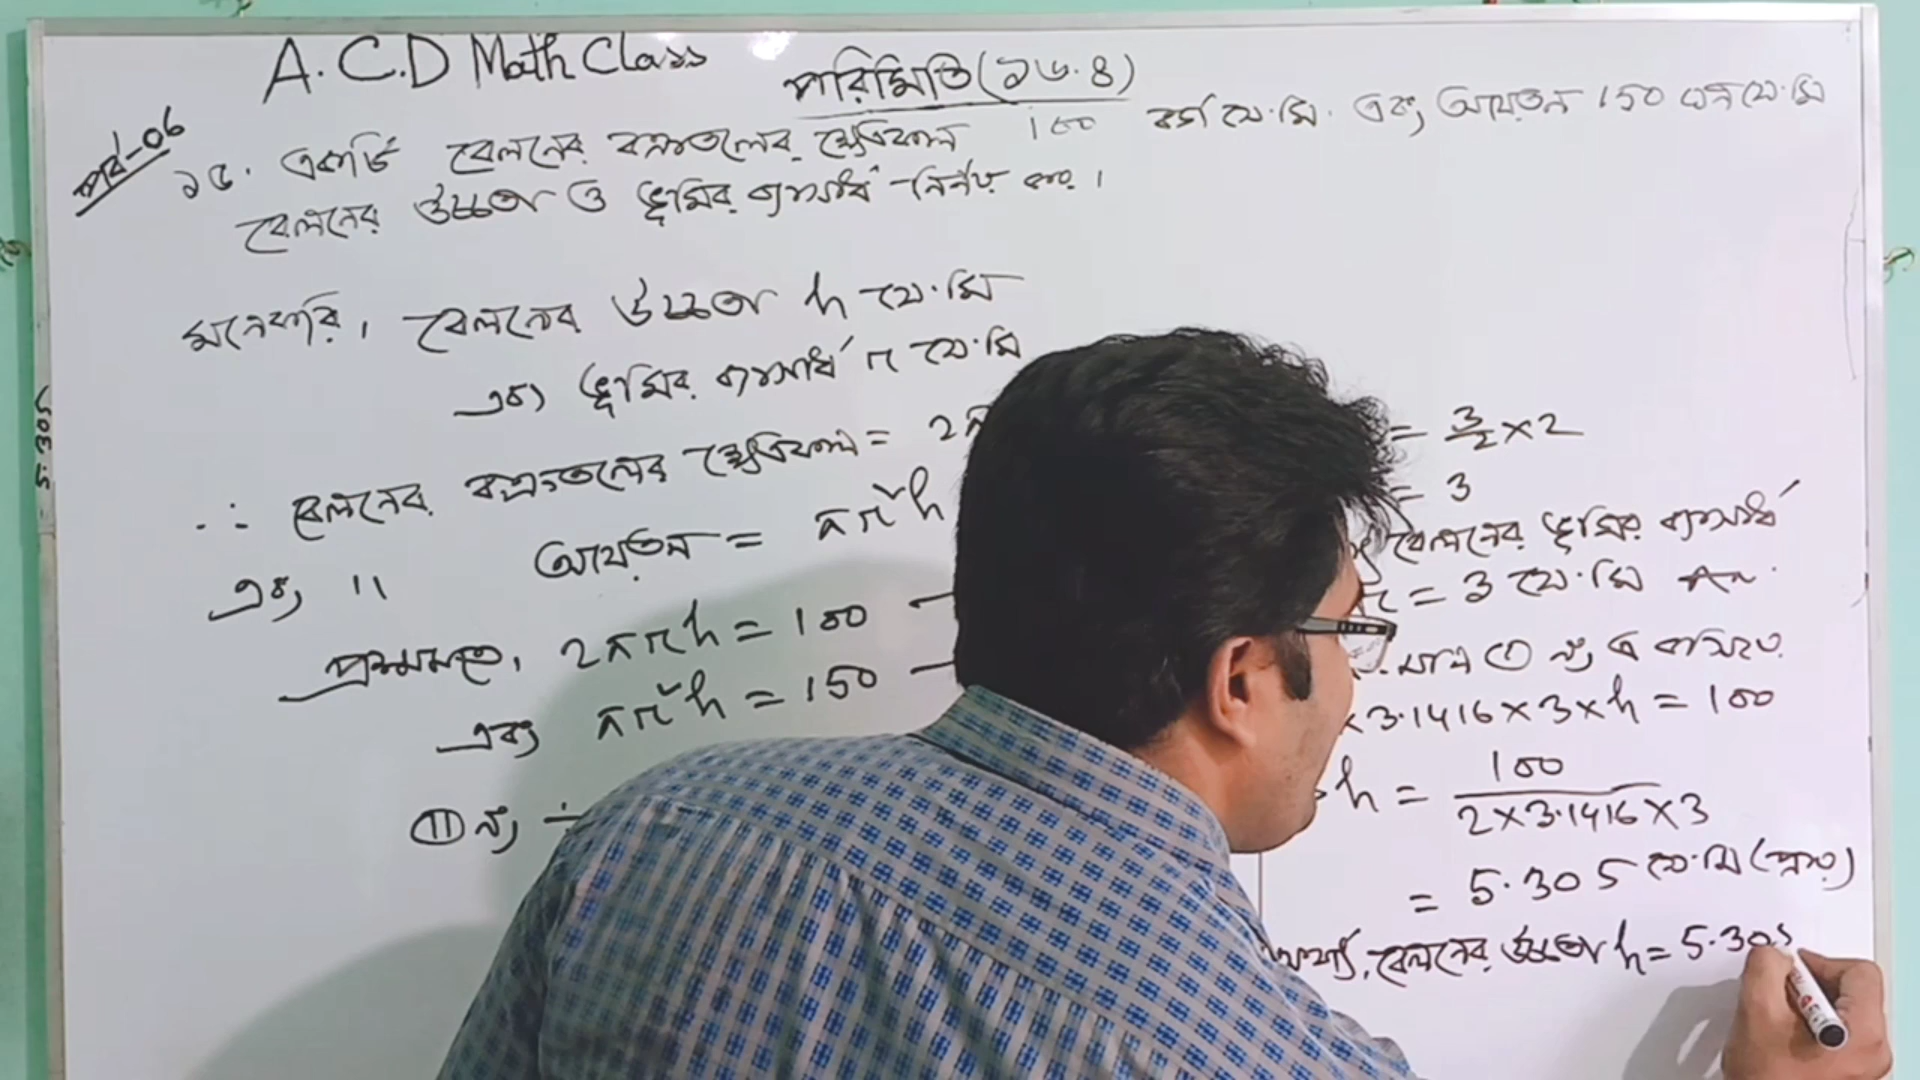 A.C.D Math Class
পরিমিতি (১৬.৪)
পর্ব-০৬
১৫. একটি বেলনের বক্রতলের ক্ষেত্রফল 100 বর্গ সে.মি. এবং আয়তন 150 ঘন সে.মি
বেলনের উচ্চতা ও ভূমির ব্যাসার্ধ নির্ণয় কর।
মনেকরি, বেলনের উচ্চতা h সে.মি
এবং ভূমির ব্যাসার্ধ r সে.মি
∴ বেলনের বক্রতলের ক্ষেত্রফল = 2π
এবং, " আয়তন = πr²h
প্রশ্নমতে, 2πrh = 100 —
এবং πr²h = 150 —
(II) নং ÷
= 3/2 × 2
= 3
বেলনের ভূমির ব্যাসার্ধ
r = 3 সে.মি Ans.
মান (I) নং এ বসিয়ে
× 3.1416 × 3 × h = 100
h = 100 / 2 × 3.1416 × 3
= 5.305 সে.মি (প্রায়)
বেলনের উচ্চতা h = 5.305
5.305